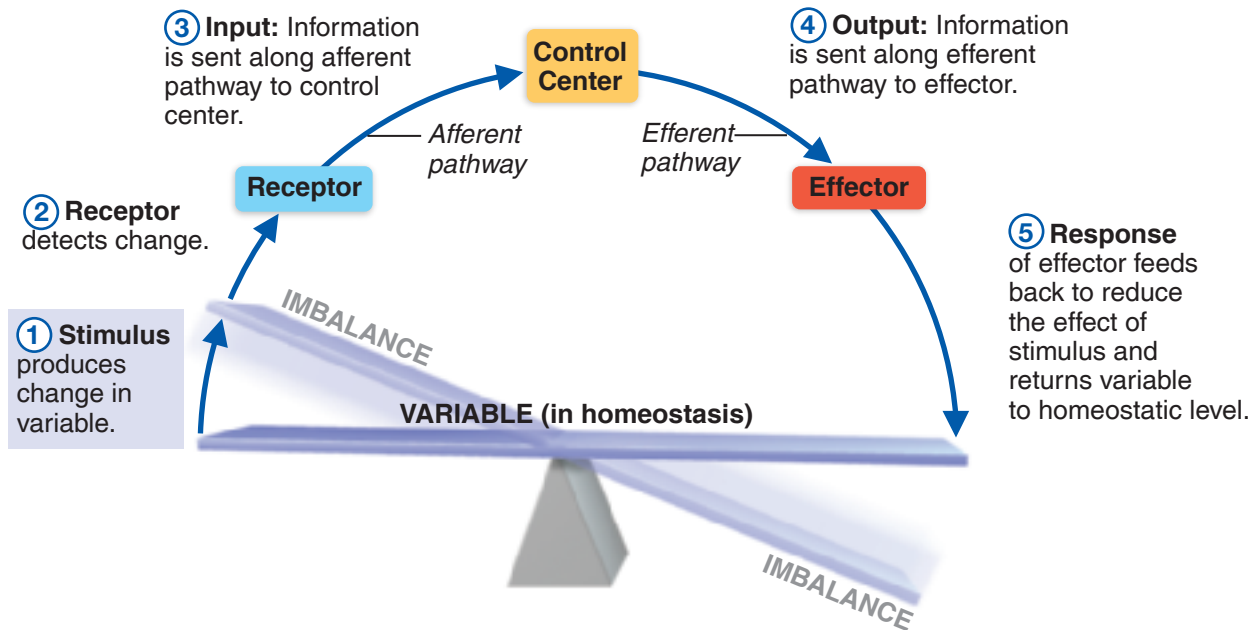 1 Stimulus
produces
change in
variable.
2 Receptor
detects change.
3 Input: Information
is sent along afferent
pathway to control
center.
4 Output: Information
is sent along efferent
pathway to effector.
5 Response
of effector feeds
back to reduce
the effect of
stimulus and
returns variable
to homeostatic level.
Receptor
Afferent
pathway
Control
Center
Efferent
pathway
Effector
IMBALANCE
VARIABLE (in homeostasis)
IMBALANCE